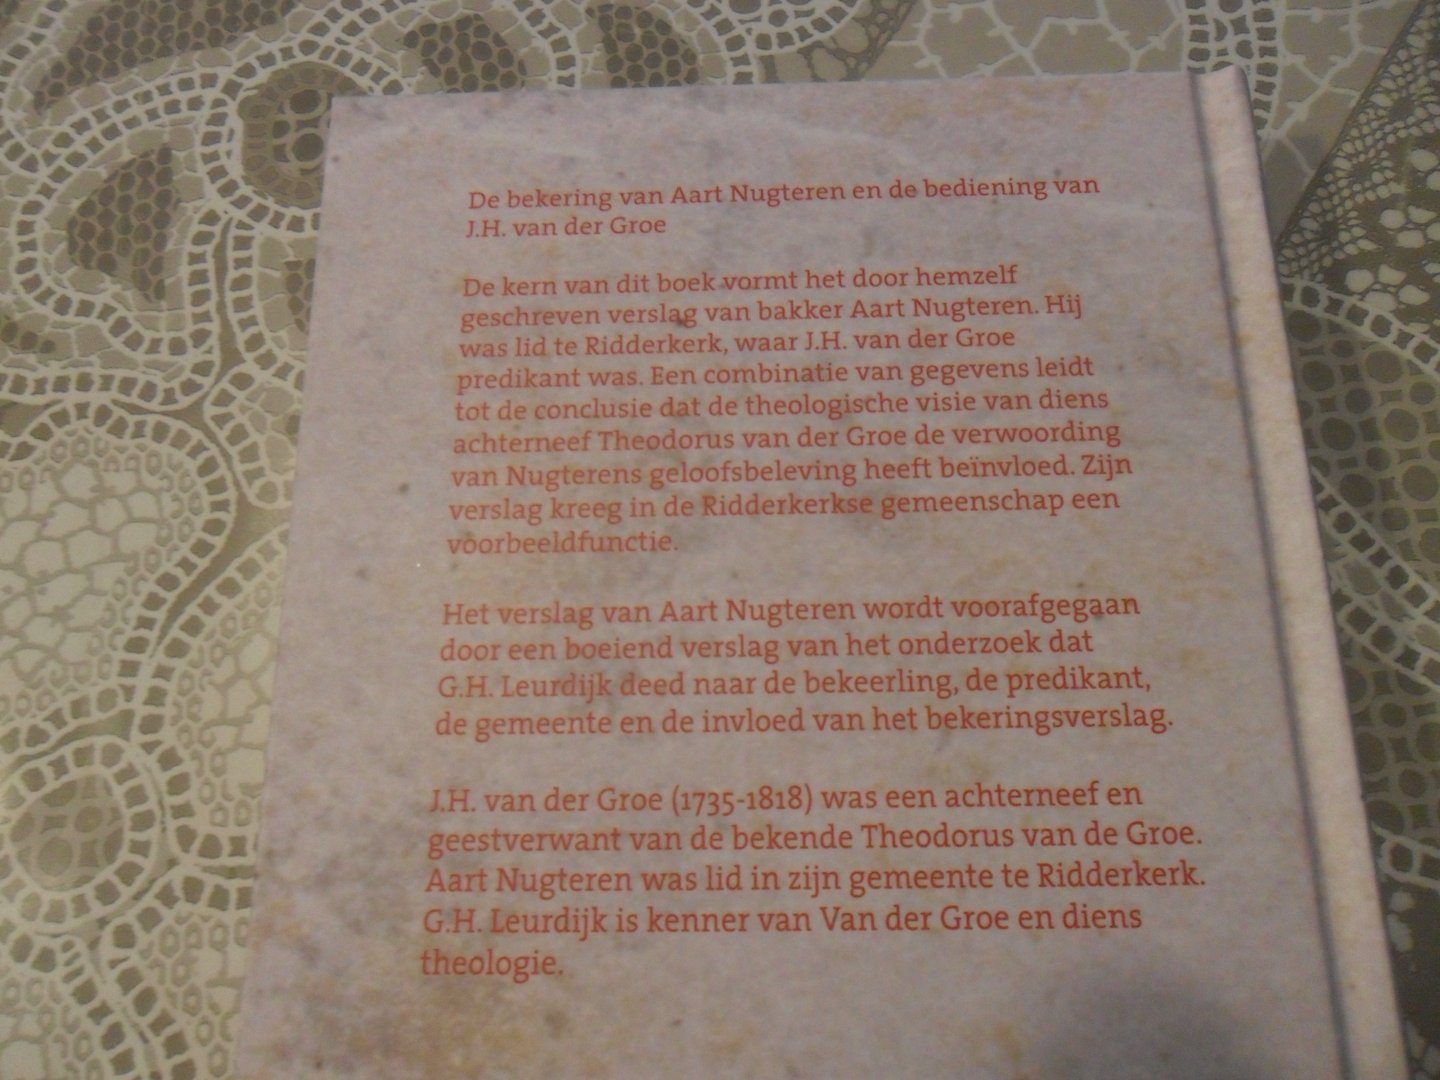 De bekering van Aart Nugteren en de bediening van
J.H. van der Groe
De kern van dit boek vormt het door hemzelf
geschreven verslag van bakker Aart Nugteren. Hij
was lid te Ridderkerk, waar J.H. van der Groe
predikant was. Een combinatie van gegevens leidt
tot de conclusie dat de theologische visie van diens
achterneef Theodorus van der Groe de verwoording
van Nugterens geloofsbeleving heeft beïnvloed. Zijn
verslag kreeg in de Ridderkerkse gemeenschap een
voorbeeldfunctie.
Het verslag van Aart Nugteren wordt voorafgegaan
door een boeiend verslag van het onderzoek dat
G.H. Leurdijk deed naar de bekeerling, de predikant,
de gemeente en de invloed van het bekeringsverslag.
J.H. van der Groe (1735-1818) was een achterneef en
geestverwant van de bekende Theodorus van de Groe.
Aart Nugteren was lid in zijn gemeente te Ridderkerk.
G.H. Leurdijk is kenner van Van der Groe en diens
theologie.